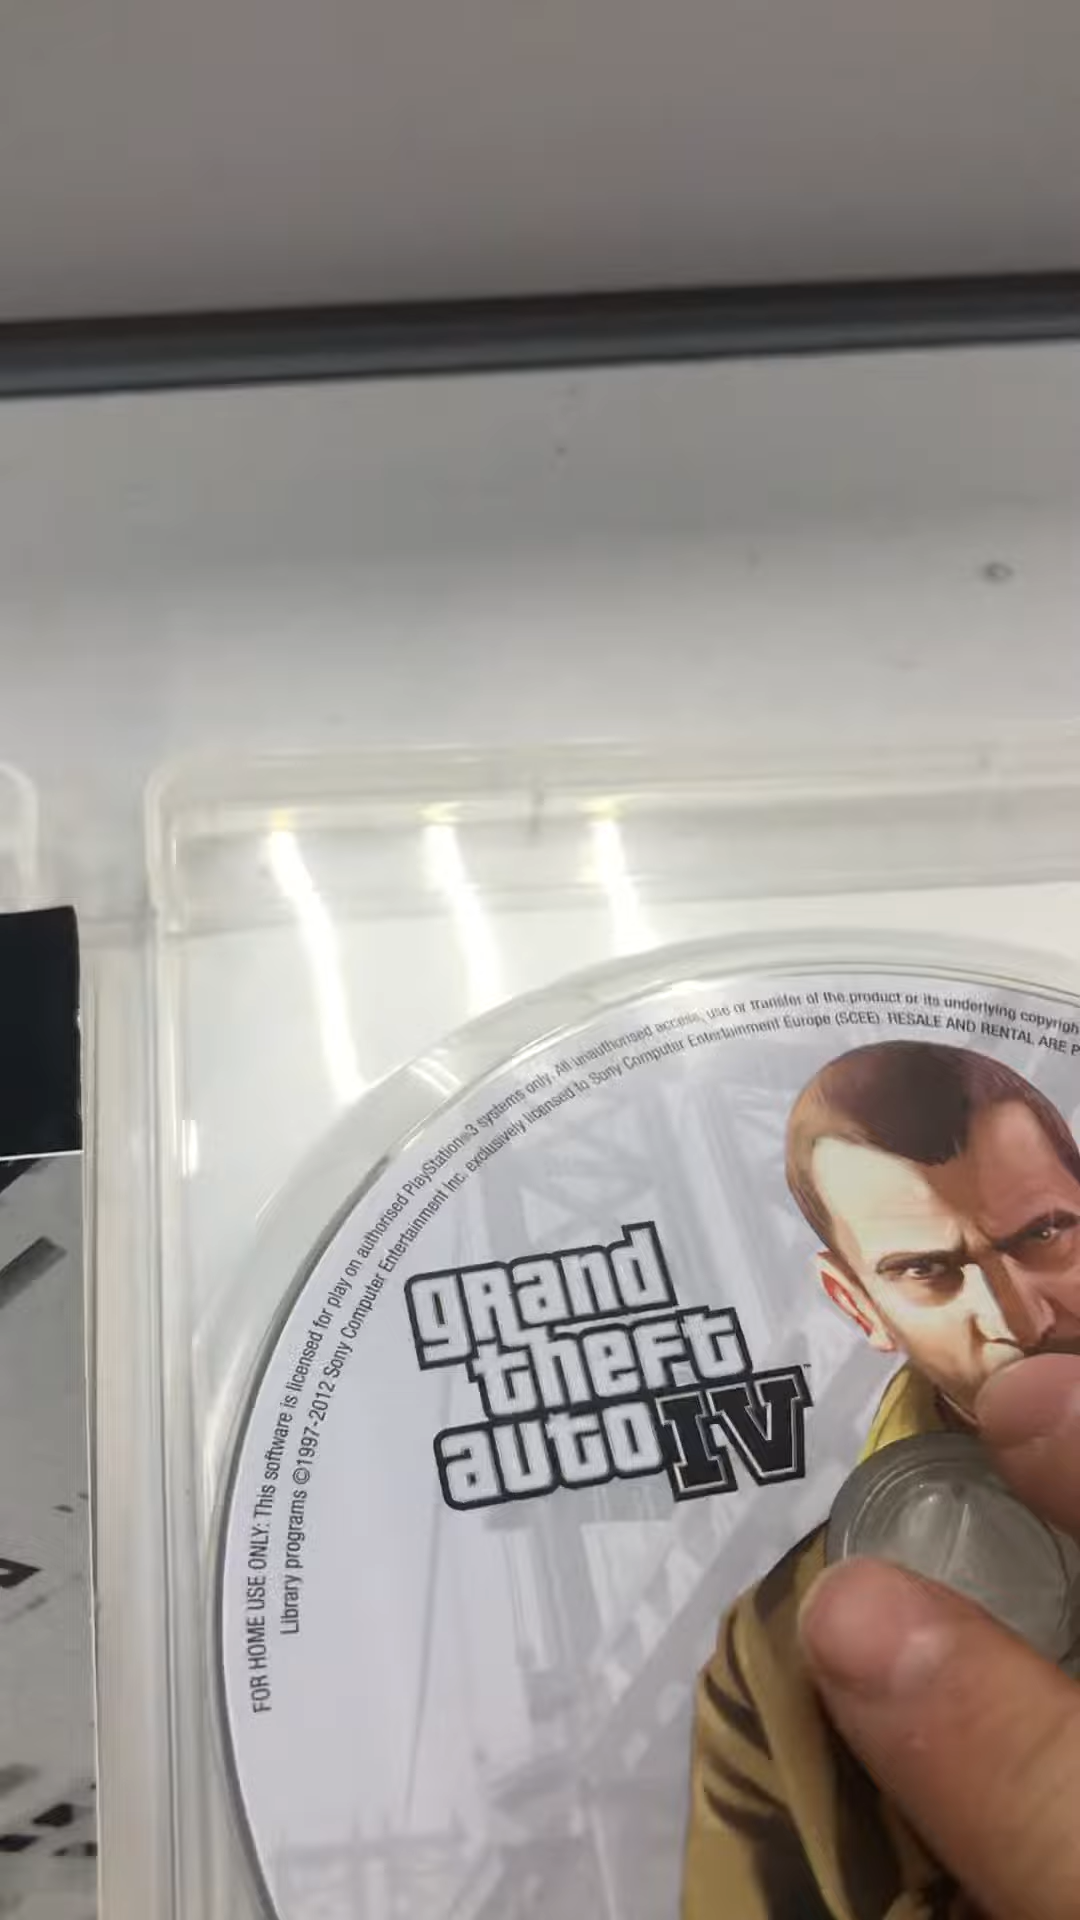 FOR HOME USE ONLY: This software is licensed for play on authorised PlayStation®3 systems only. All unauthorised access, use or transfer of the product or its underlying copyrigh
Library programs ©1997-2012 Sony Computer Entertainment Inc. exclusively licensed to Sony Computer Entertainment Europe (SCEE). RESALE AND RENTAL ARE P
grand
theft
auto IV™